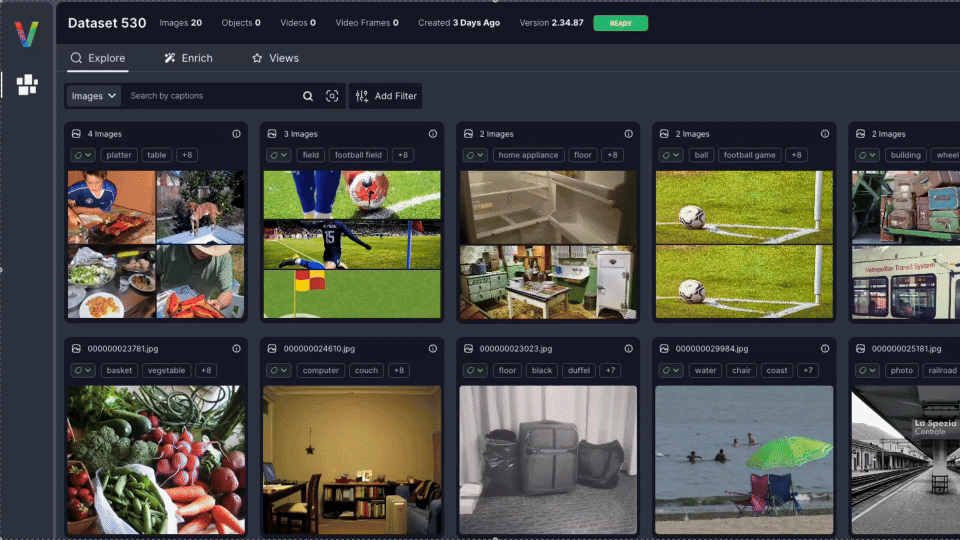 Dataset 530 Images 20 Objects 0 Videos 0 Video Frames 0 Created 3 Days Ago Version 2.34.87 READY
Explore Enrich Views
Images Search by captions Add Filter
4 Images
platter table +8
3 Images
field football field +8
15
2 Images
home appliance floor +8
2 Images
ball football game +8
2 Images
building wheel
Metropolitan Transit System
000000023781.jpg
basket vegetable +8
000000024610.jpg
computer couch +8
000000023023.jpg
floor black duffel +7
000000029984.jpg
water chair coast +7
000000025181.jpg
photo railroad
La Spezia
Centrale